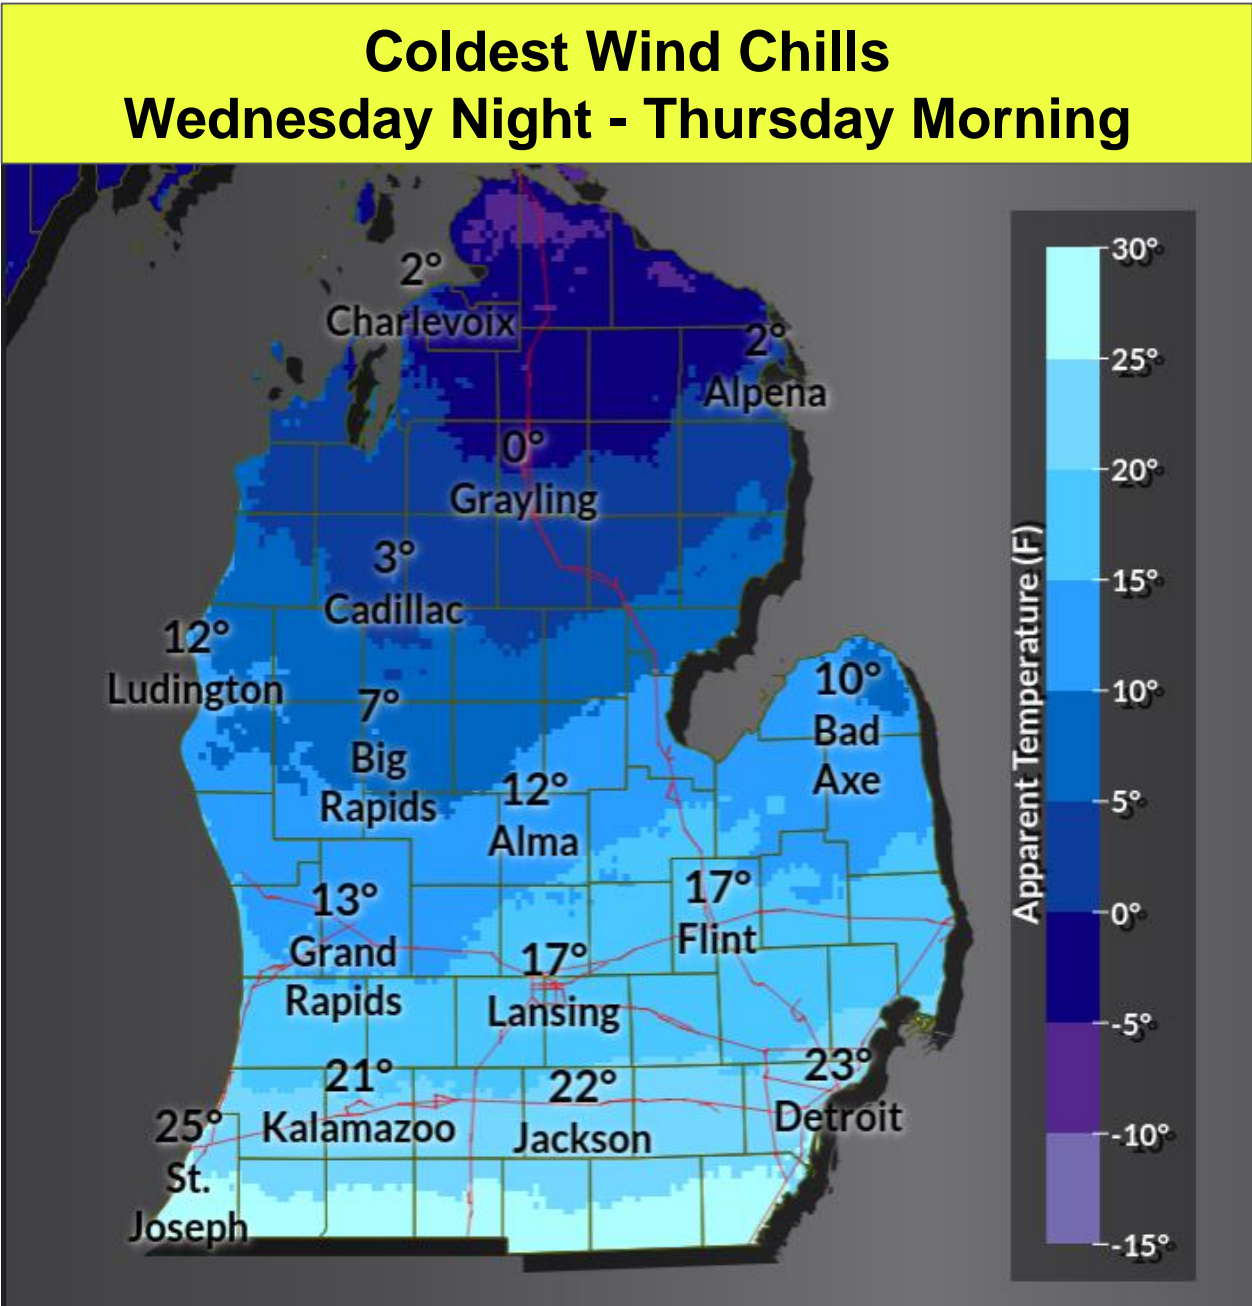 Coldest Wind Chills
Wednesday Night - Thursday Morning
2°
Charlevoix
2°
Alpena
0°
Grayling
3°
Cadillac
12°
Ludington
7°
Big
Rapids
10°
Bad
Axe
12°
Alma
13°
Grand
Rapids
17°
Flint
17°
Lansing
21°
Kalamazoo
22°
Jackson
23°
Detroit
25°
St.
Joseph
Apparent Temperature (F)
30°
25°
20°
15°
10°
5°
0°
-5°
-10°
-15°